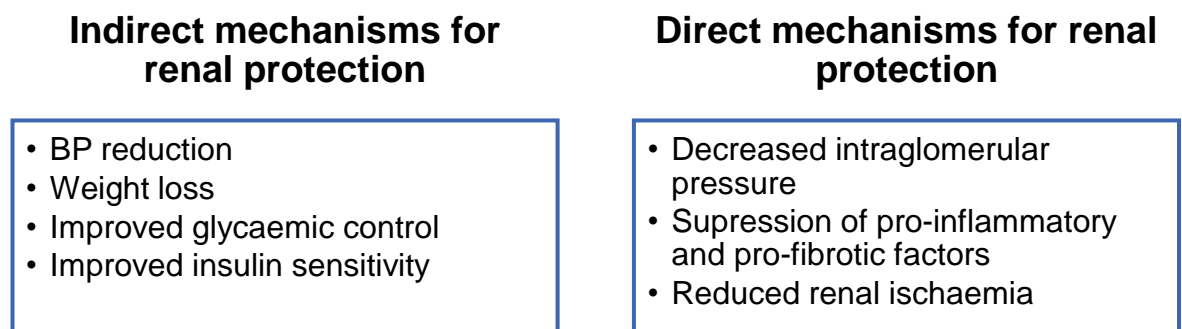 Indirect mechanisms for
renal protection
• BP reduction
• Weight loss
• Improved glycaemic control
• Improved insulin sensitivity
Direct mechanisms for renal
protection
• Decreased intraglomerular
pressure
• Supression of pro-inflammatory
and pro-fibrotic factors
• Reduced renal ischaemia